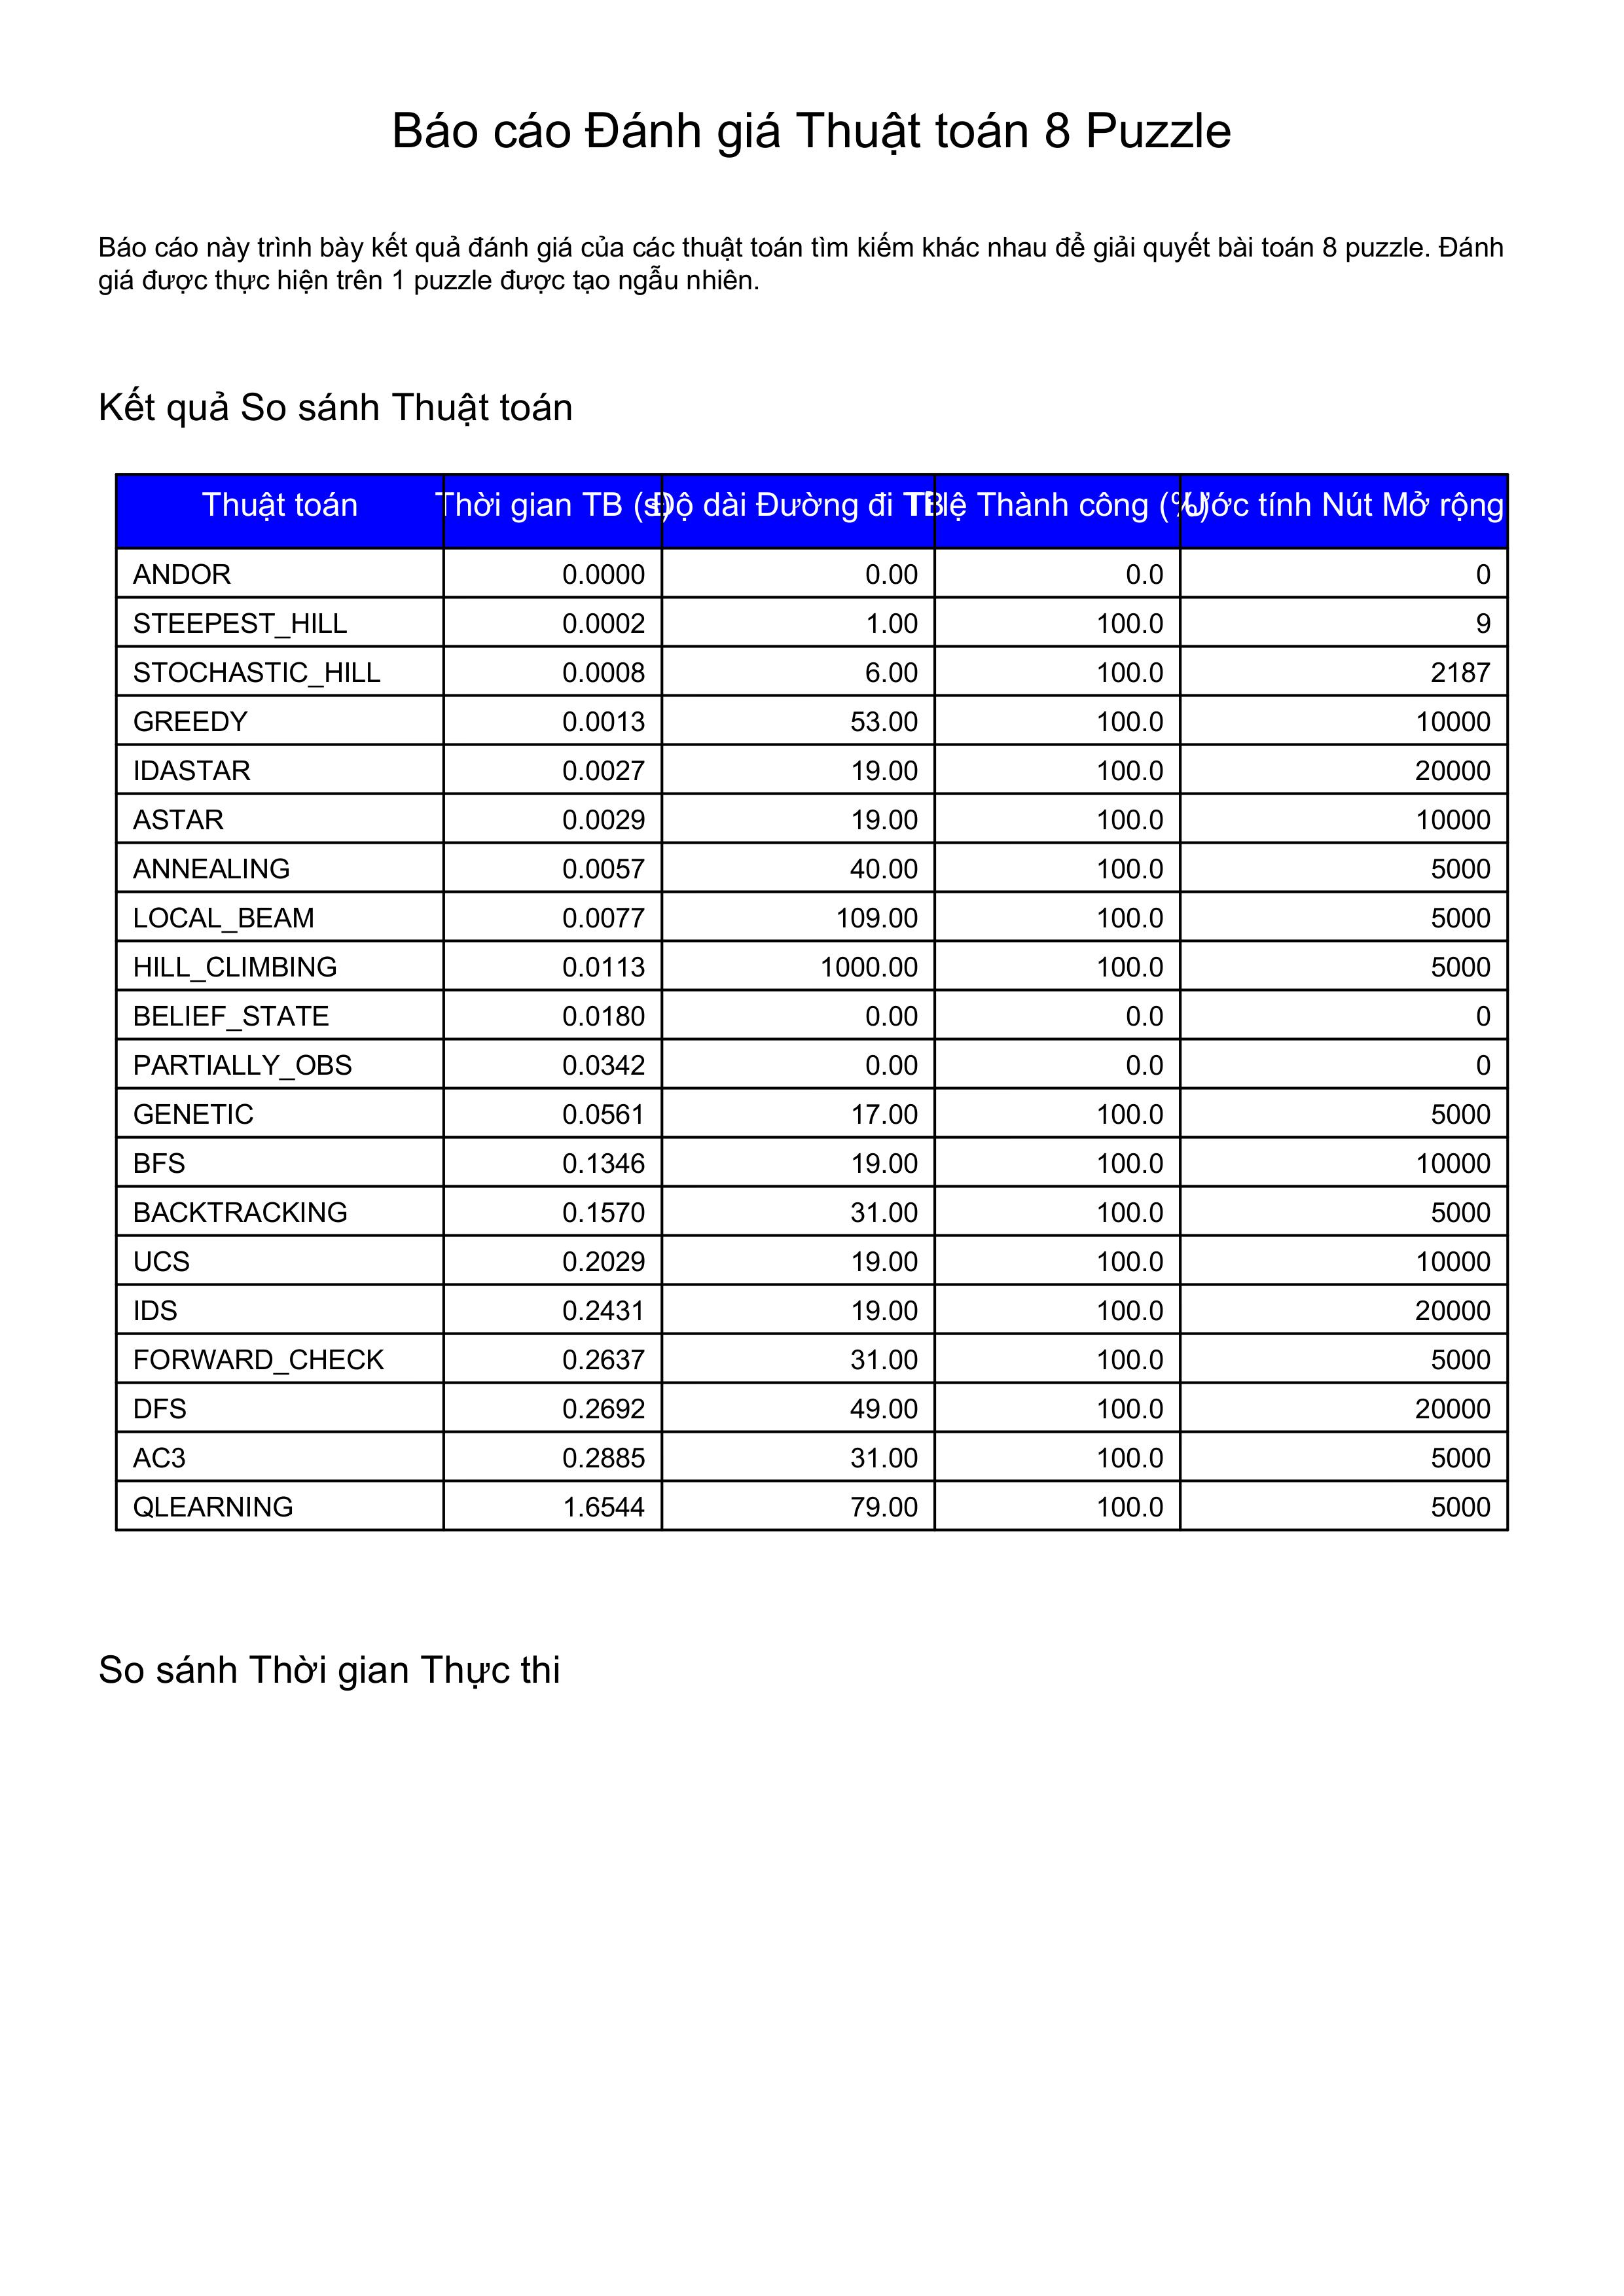 Báo cáo Đánh giá Thuật toán 8 Puzzle
Báo cáo này trình bày kết quả đánh giá của các thuật toán tìm kiếm khác nhau để giải quyết bài toán 8 puzzle. Đánh
giá được thực hiện trên 1 puzzle được tạo ngẫu nhiên.
Kết quả So sánh Thuật toán
Thuật toán Thời gian TB (s) Độ dài Đường đi TB Tỉ lệ Thành công (%) Ước tính Nút Mở rộng
ANDOR 0.0000 0.00 0.0 0
STEEPEST_HILL 0.0002 1.00 100.0 9
STOCHASTIC_HILL 0.0008 6.00 100.0 2187
GREEDY 0.0013 53.00 100.0 10000
IDASTAR 0.0027 19.00 100.0 20000
ASTAR 0.0029 19.00 100.0 10000
ANNEALING 0.0057 40.00 100.0 5000
LOCAL_BEAM 0.0077 109.00 100.0 5000
HILL_CLIMBING 0.0113 1000.00 100.0 5000
BELIEF_STATE 0.0180 0.00 0.0 0
PARTIALLY_OBS 0.0342 0.00 0.0 0
GENETIC 0.0561 17.00 100.0 5000
BFS 0.1346 19.00 100.0 10000
BACKTRACKING 0.1570 31.00 100.0 5000
UCS 0.2029 19.00 100.0 10000
IDS 0.2431 19.00 100.0 20000
FORWARD_CHECK 0.2637 31.00 100.0 5000
DFS 0.2692 49.00 100.0 20000
AC3 0.2885 31.00 100.0 5000
QLEARNING 1.6544 79.00 100.0 5000
So sánh Thời gian Thực thi